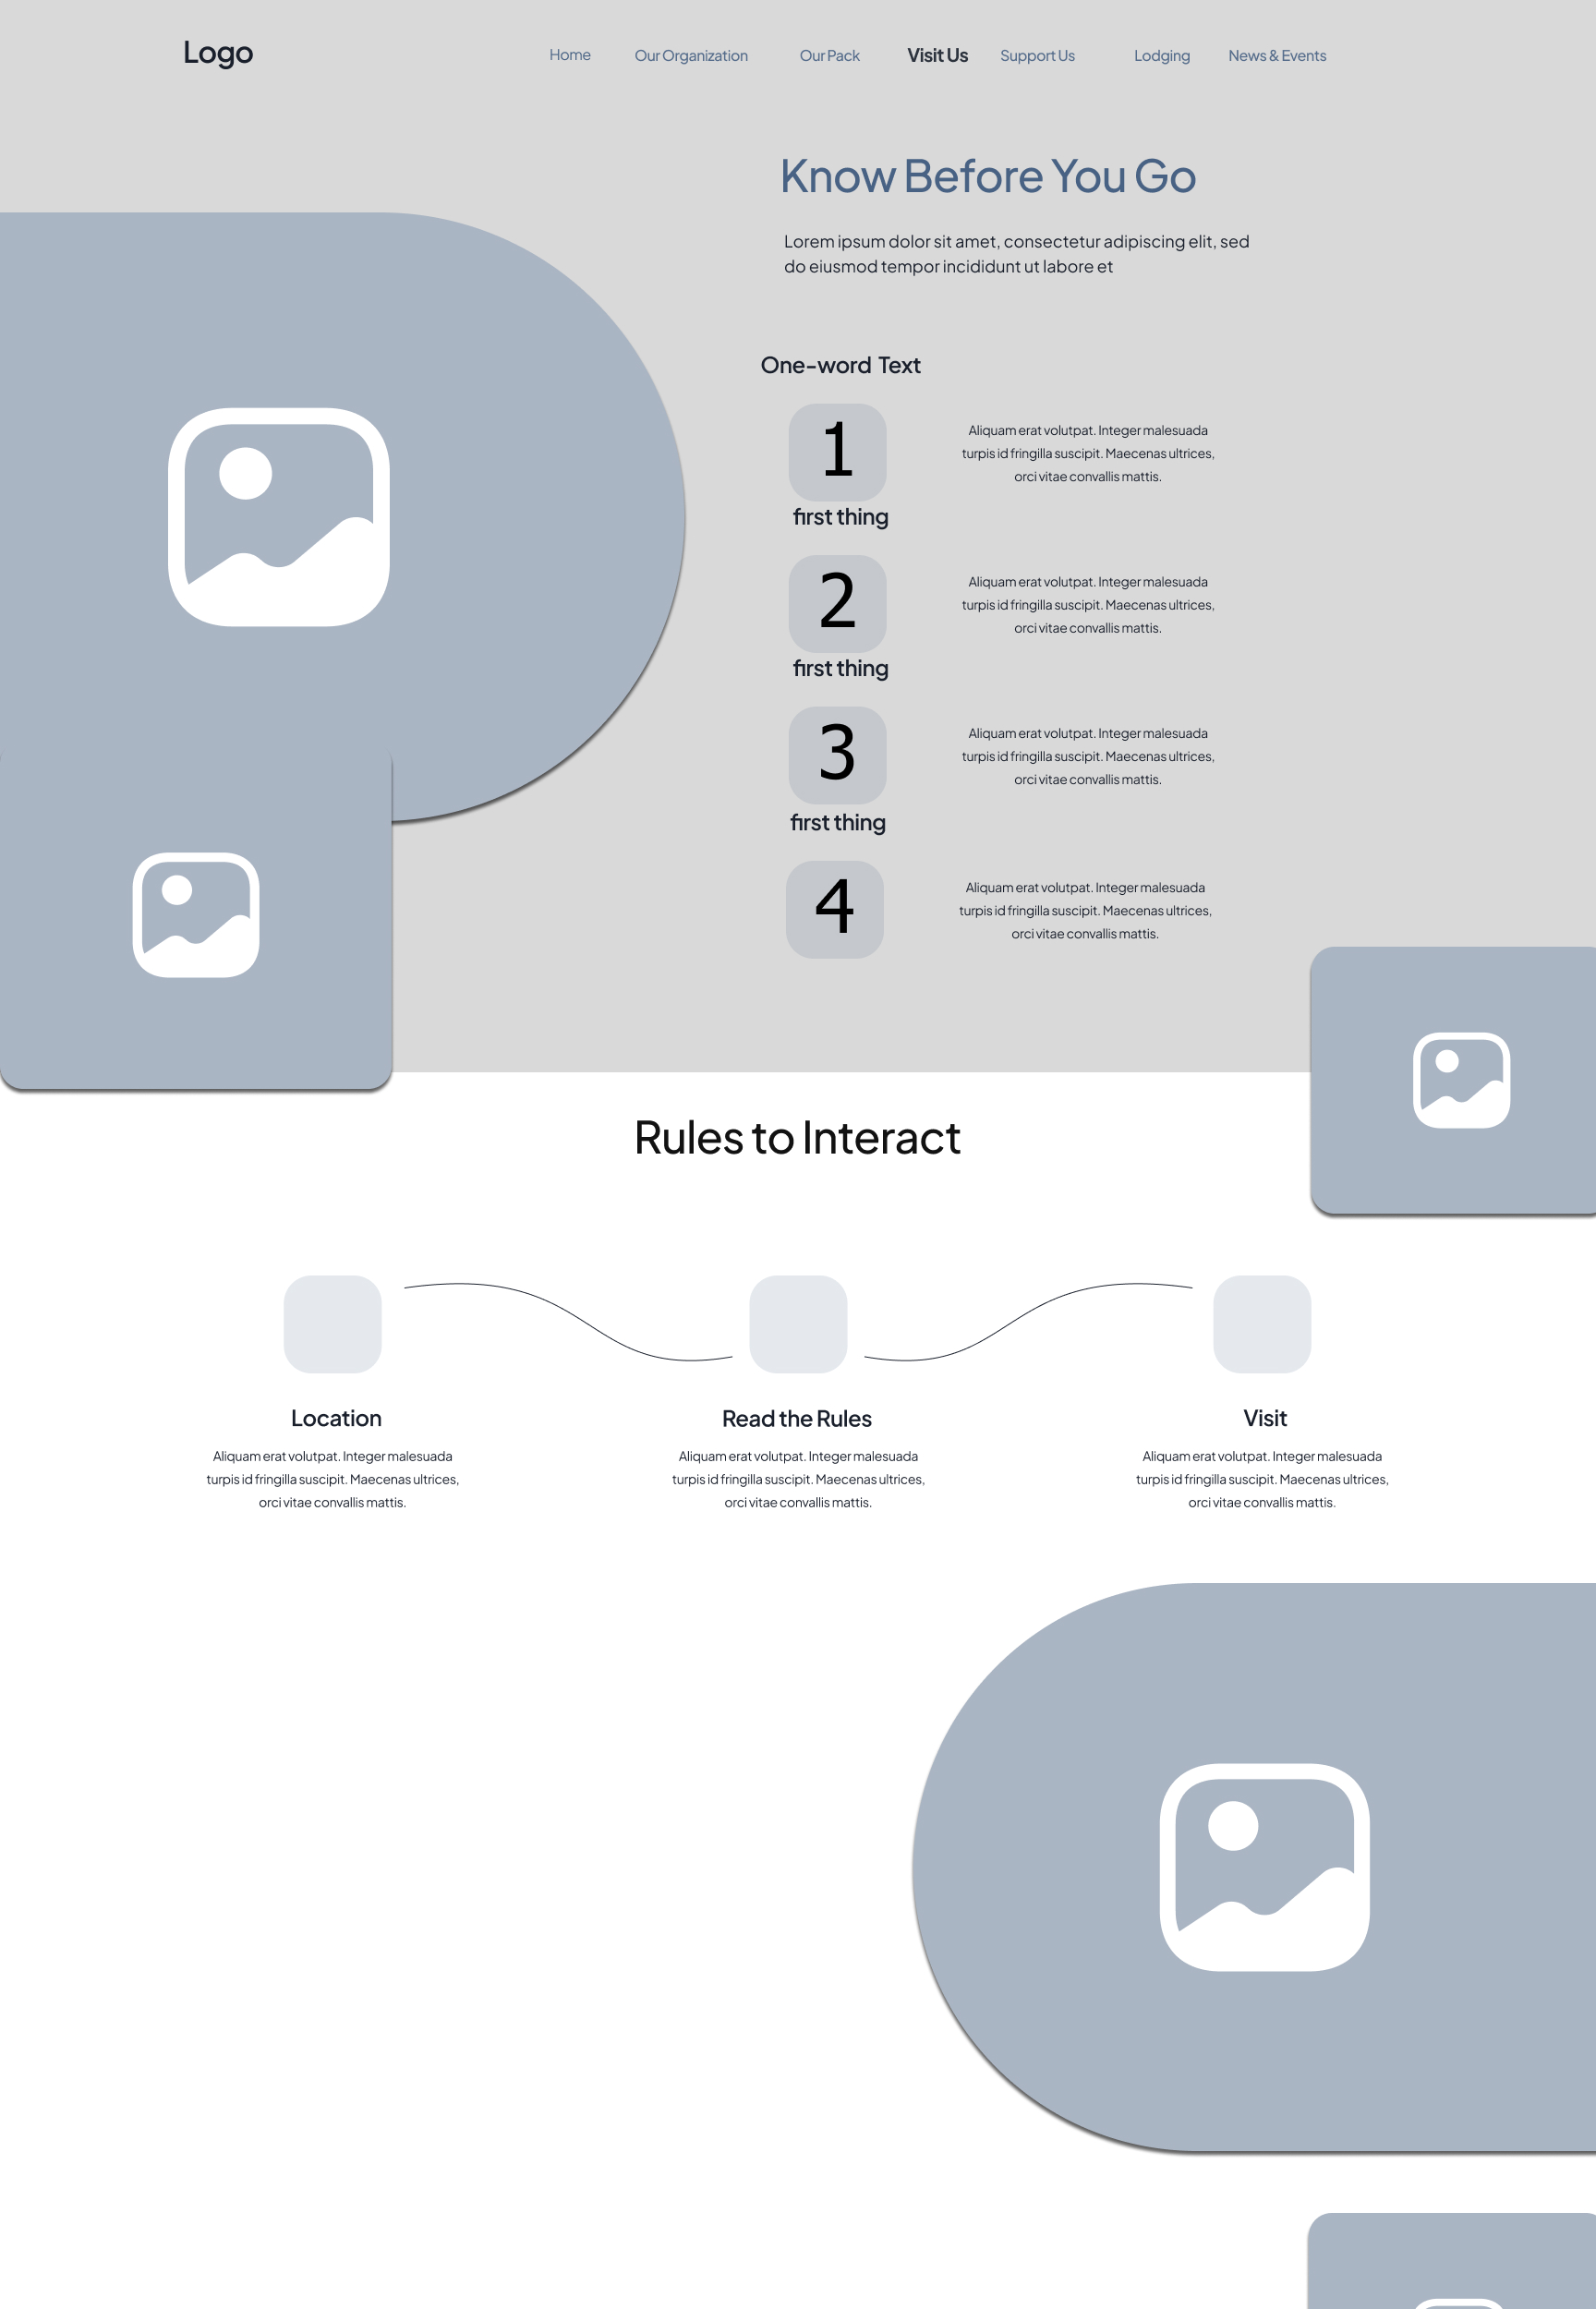 Logo
Home
Our Organization
Our Pack
Visit Us
Support Us
Lodging
News & Events
Know Before You Go
Lorem ipsum dolor sit amet, consectetur adipiscing elit, sed
do eiusmod tempor incididunt ut labore et
One-word Text
1
Aliquam erat volutpat. Integer malesuada
turpis id fringilla suscipit. Maecenas ultrices,
orci vitae convallis mattis.
first thing
2
Aliquam erat volutpat. Integer malesuada
turpis id fringilla suscipit. Maecenas ultrices,
orci vitae convallis mattis.
first thing
3
Aliquam erat volutpat. Integer malesuada
turpis id fringilla suscipit. Maecenas ultrices,
orci vitae convallis mattis.
first thing
4
Aliquam erat volutpat. Integer malesuada
turpis id fringilla suscipit. Maecenas ultrices,
orci vitae convallis mattis.
Rules to Interact
Location
Aliquam erat volutpat. Integer malesuada
turpis id fringilla suscipit. Maecenas ultrices,
orci vitae convallis mattis.
Read the Rules
Aliquam erat volutpat. Integer malesuada
turpis id fringilla suscipit. Maecenas ultrices,
orci vitae convallis mattis.
Visit
Aliquam erat volutpat. Integer malesuada
turpis id fringilla suscipit. Maecenas ultrices,
orci vitae convallis mattis.